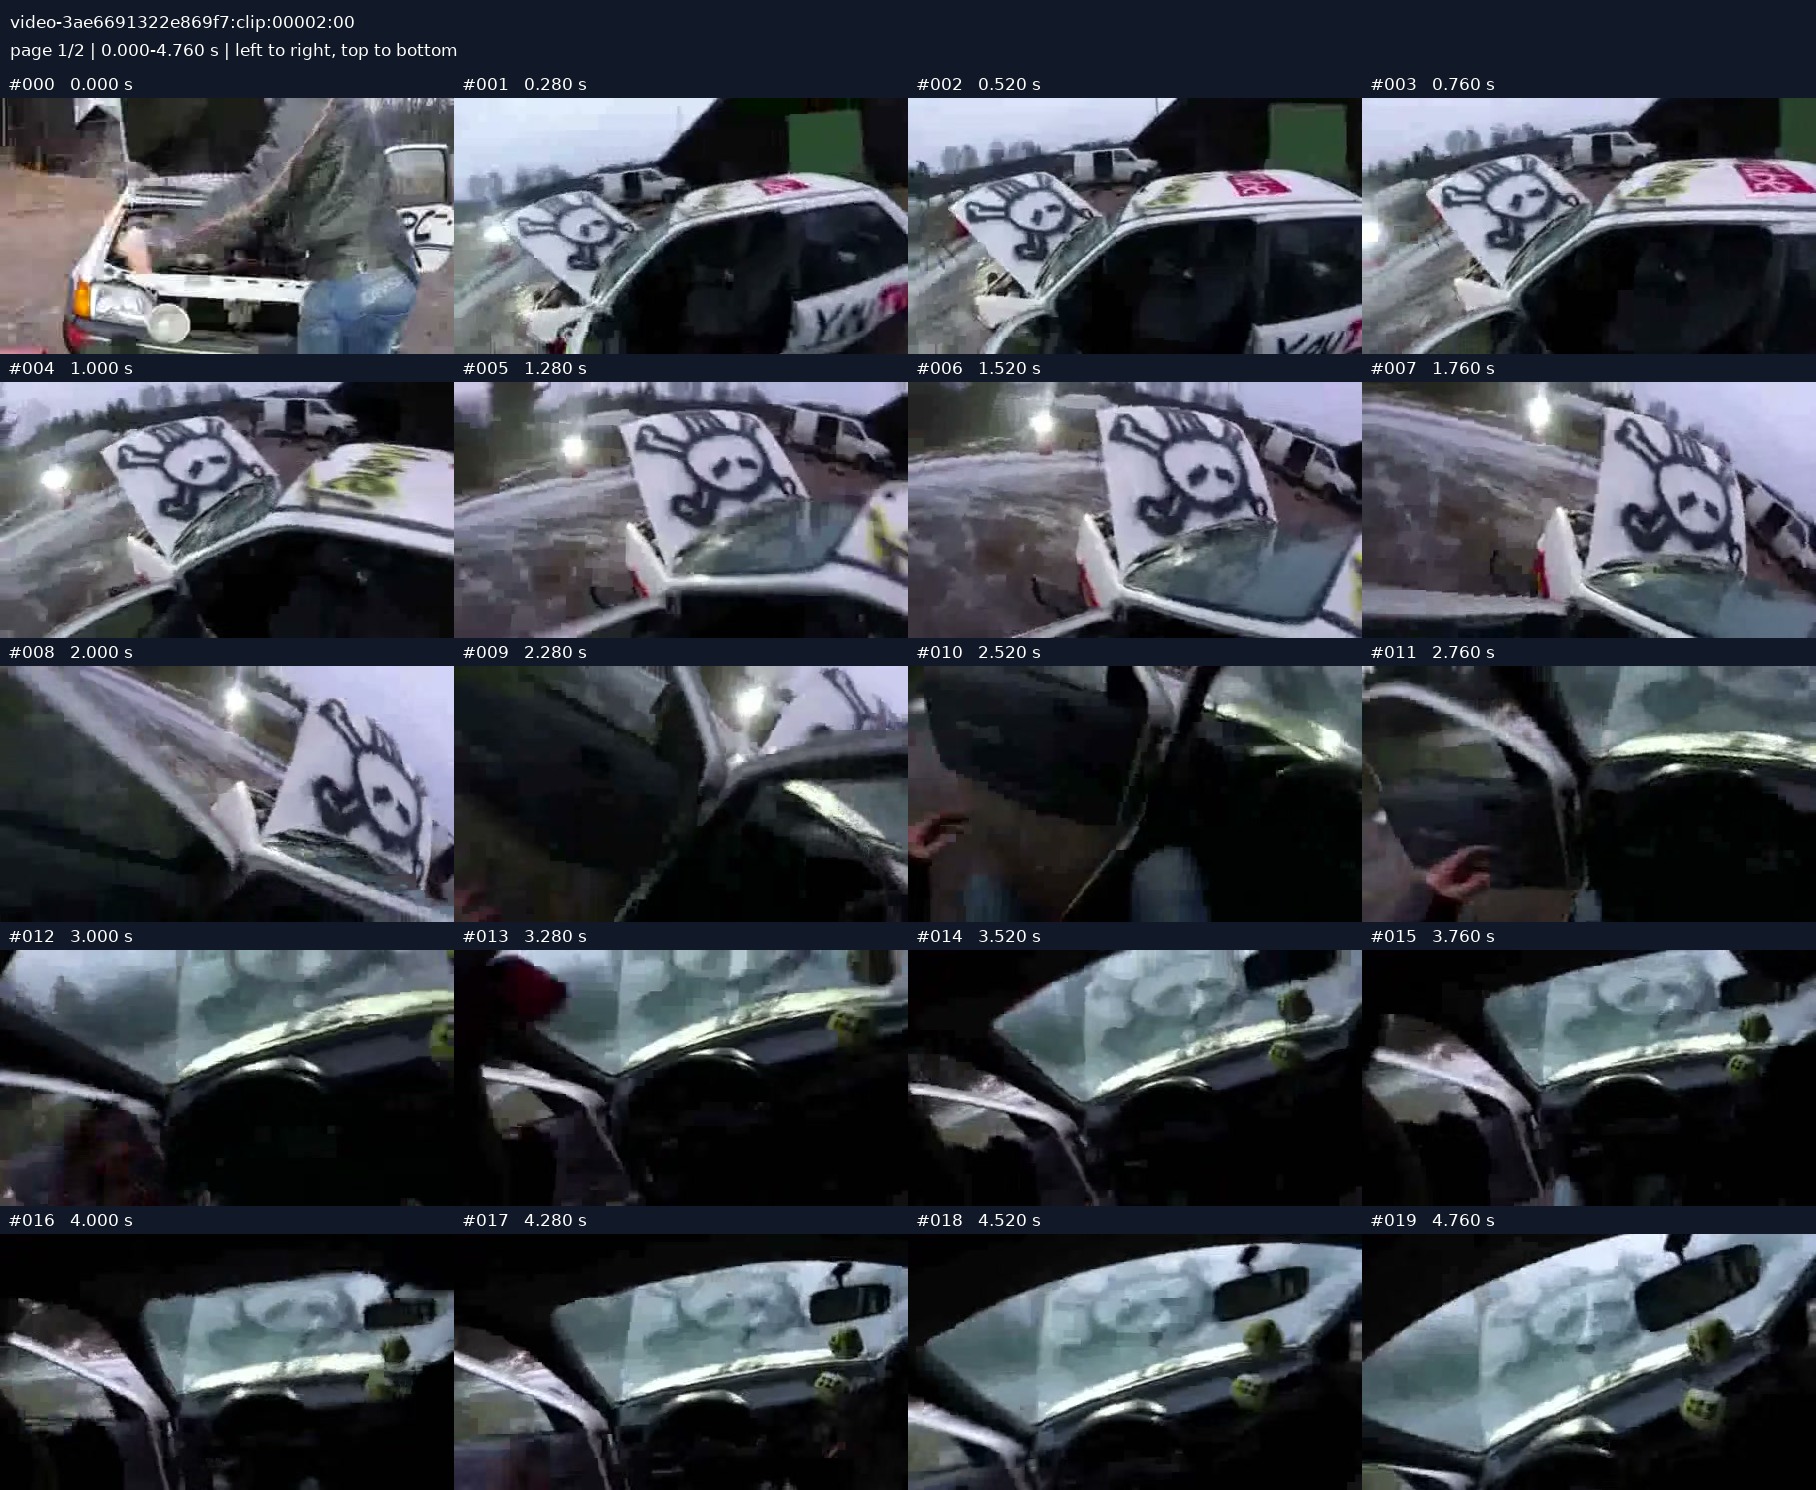 video-3ae6691322e869f7:clip:00002:00
page 1/2 | 0.000-4.760 s | left to right, top to bottom
#000 0.000 s
#001 0.280 s
#002 0.520 s
#003 0.760 s
#004 1.000 s
#005 1.280 s
#006 1.520 s
#007 1.760 s
#008 2.000 s
#009 2.280 s
#010 2.520 s
#011 2.760 s
#012 3.000 s
#013 3.280 s
#014 3.520 s
#015 3.760 s
#016 4.000 s
#017 4.280 s
#018 4.520 s
#019 4.760 s